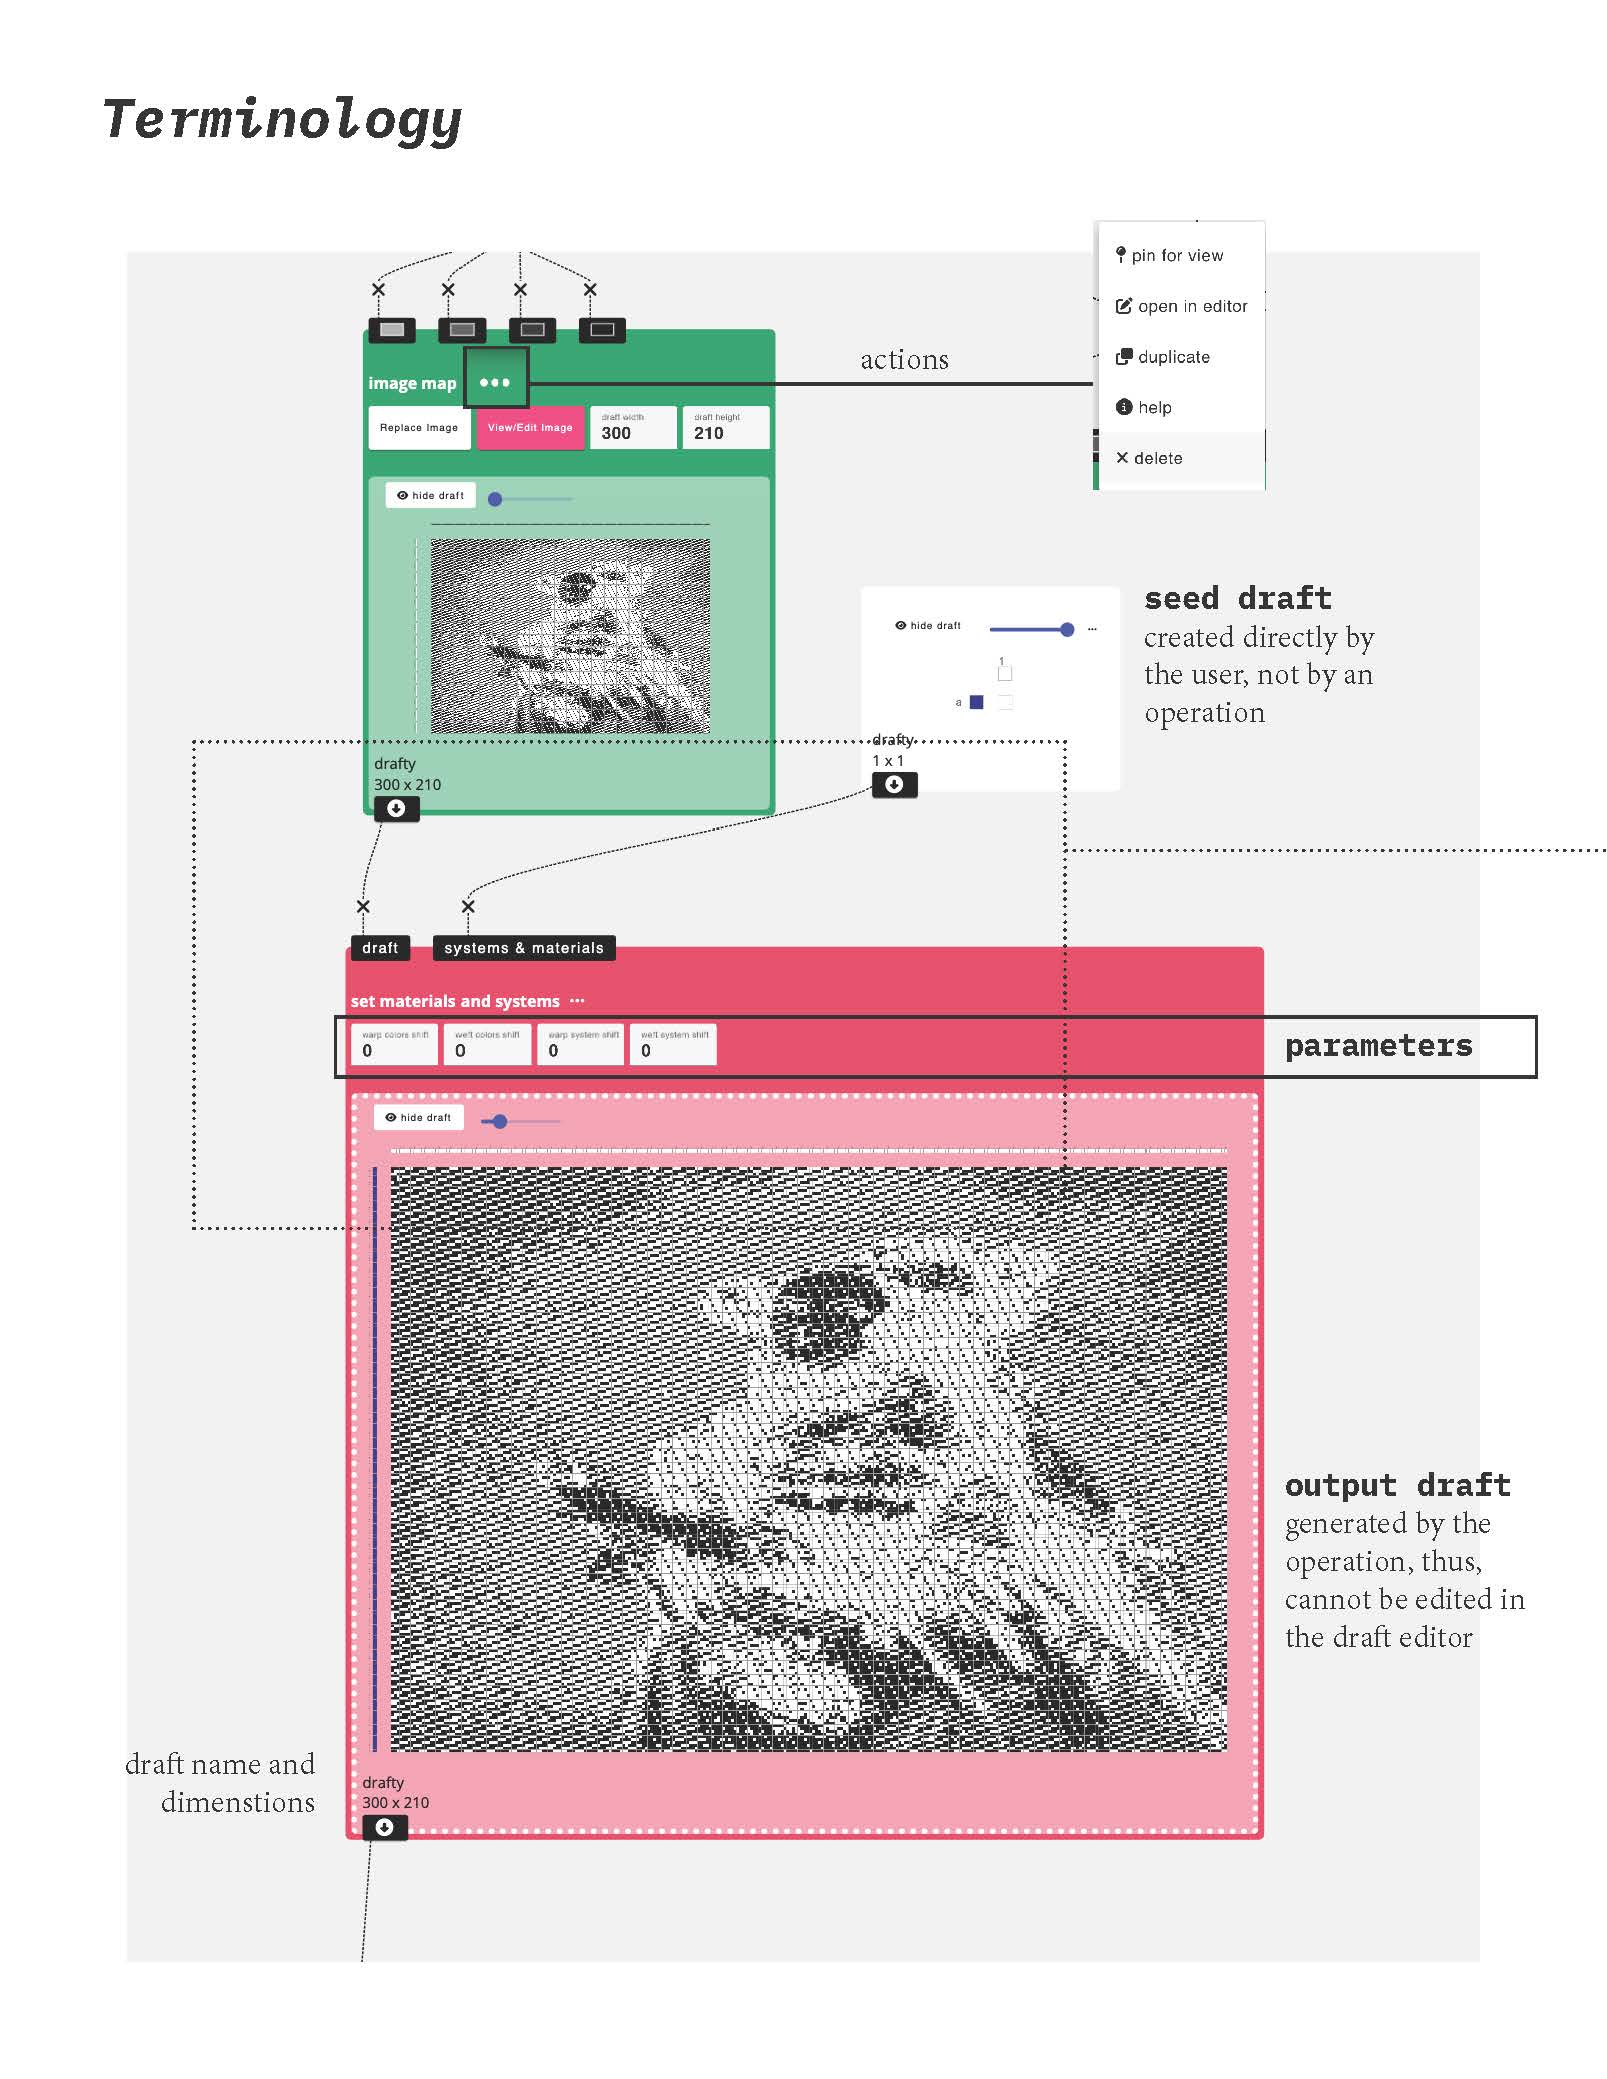 Terminology
pin for view
open in editor
duplicate
help
delete
actions
image map •••
Replace Image
View/Edit Image
draft width
300
draft height
210
hide draft
drafty
300 x 210
hide draft
•••
1
a
drafty
1 x 1
seed draft
created directly by
the user, not by an
operation
draft
systems & materials
set materials and systems •••
warp colors shift
0
weft colors shift
0
warp system shift
0
weft system shift
0
parameters
hide draft
output draft
generated by the
operation, thus,
cannot be edited in
the draft editor
draft name and
dimenstions
drafty
300 x 210